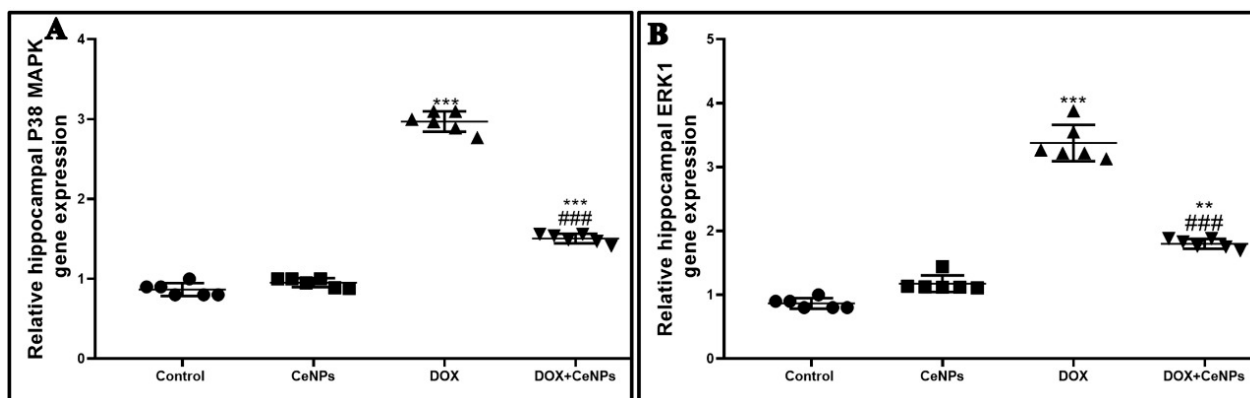 A
Relative hippocampal P38 MAPK
gene expression
4
3
2
1
0
***
***
###
Control
CeNPs
DOX
DOX+CeNPs
B
Relative hippocampal ERK1
gene expression
5
4
3
2
1
0
***
**
###
Control
CeNPs
DOX
DOX+CeNPs